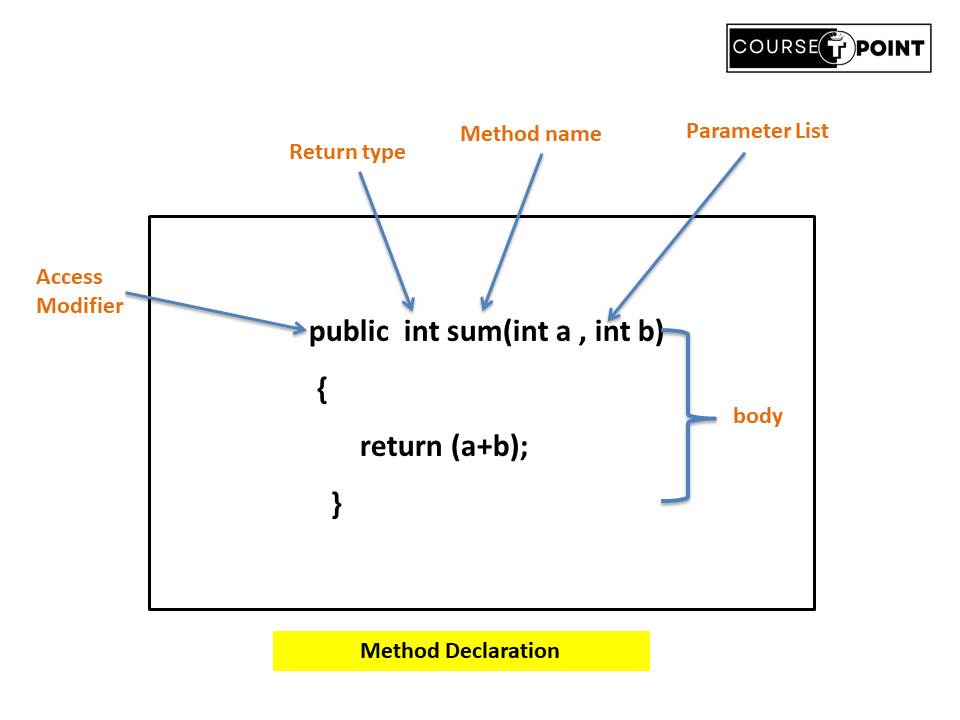 COURSE T POINT
Method name
Parameter List
Return type
Access
Modifier
public  int sum(int a , int b)
{
body
return (a+b);
}
Method Declaration